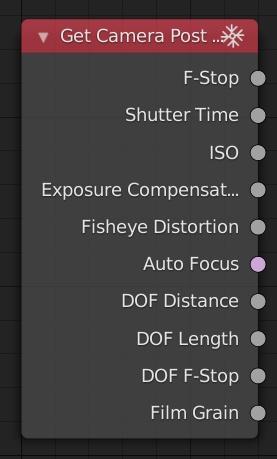 Get Camera Post ...
F-Stop
Shutter Time
ISO
Exposure Compensat...
Fisheye Distortion
Auto Focus
DOF Distance
DOF Length
DOF F-Stop
Film Grain